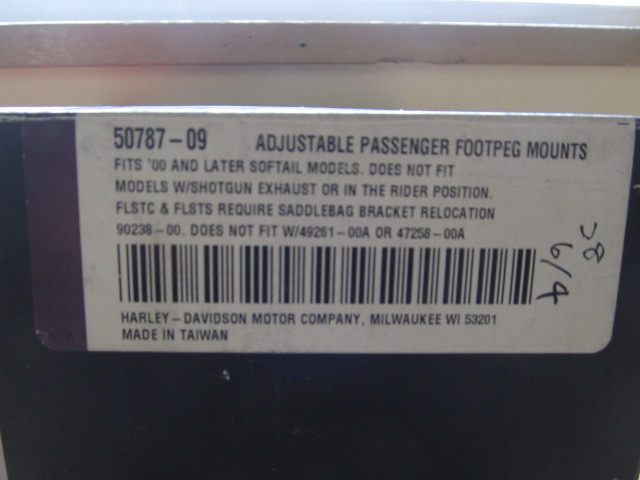 50787-09 ADJUSTABLE PASSENGER FOOTPEG MOUNTS
FITS '00 AND LATER SOFTAIL MODELS. DOES NOT FIT
MODELS W/SHOTGUN EXHAUST OR IN THE RIDER POSITION.
FLSTC & FLSTS REQUIRE SADDLEBAG BRACKET RELOCATION
90238-00. DOES NOT FIT W/49261-00A OR 47258-00A
HARLEY-DAVIDSON MOTOR COMPANY, MILWAUKEE WI 53201
MADE IN TAIWAN
6/4